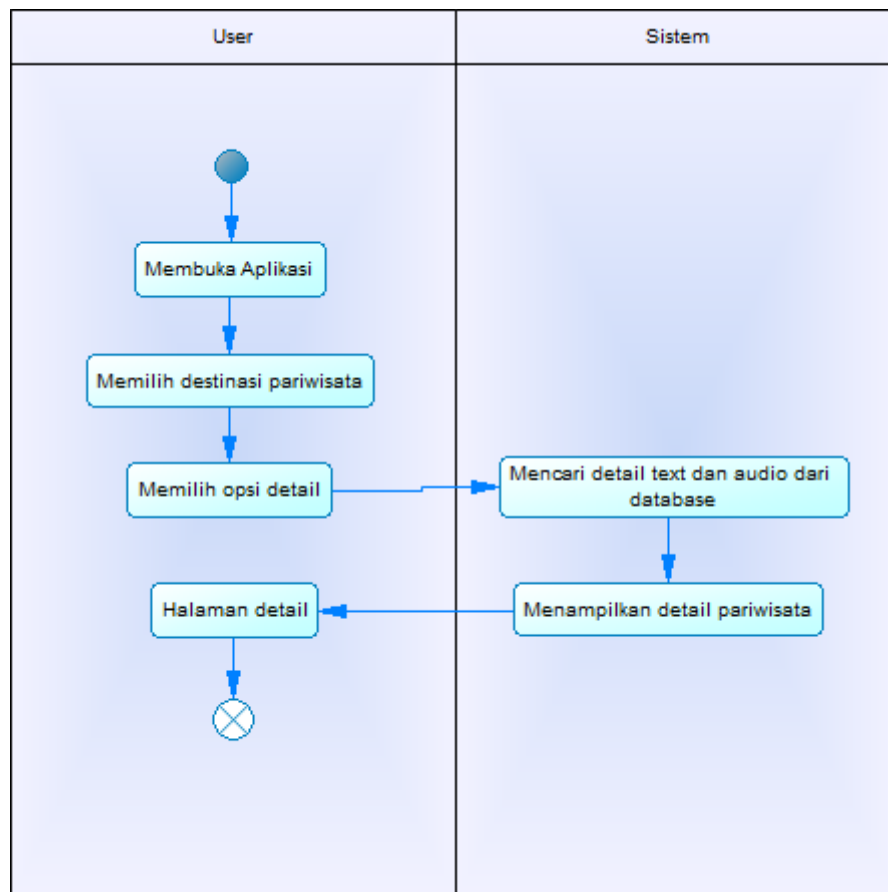 User
Sistem
Membuka Aplikasi
Memilih destinasi pariwisata
Memilih opsi detail
Mencari detail text dan audio dari
database
Menampilkan detail pariwisata
Halaman detail